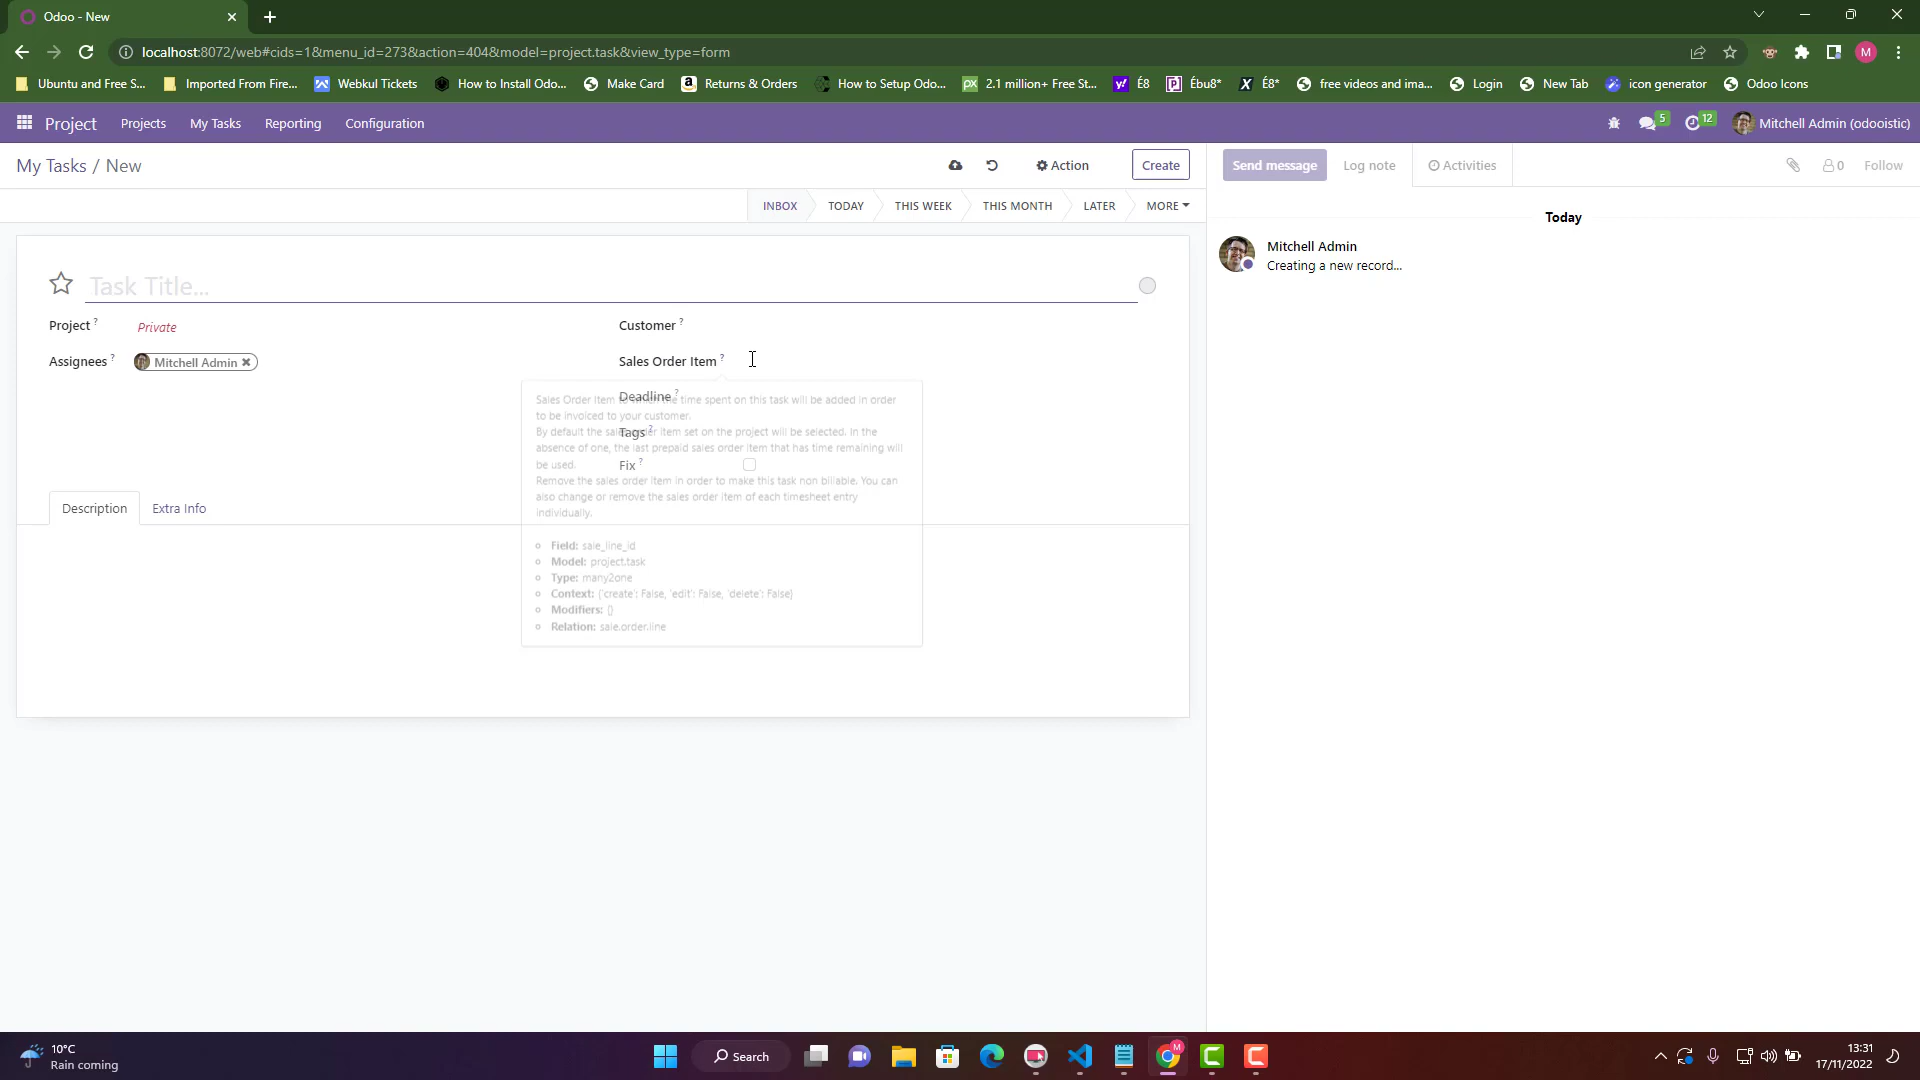 Odoo - New
localhost:8072/web#cids=1&menu_id=273&action=404&model=project.task&view_type=form
M
Ubuntu and Free S... Imported From Fire... Webkul Tickets How to Install Odo... Make Card Returns & Orders How to Setup Odo... 2.1 million+ Free St... É8 Ébu8* É8* free videos and ima... Login New Tab icon generator Odoo Icons
Project Projects My Tasks Reporting Configuration 5 12 Mitchell Admin (odooistic)
My Tasks / New Action Create Send message Log note Activities 0 Follow
INBOX TODAY THIS WEEK THIS MONTH LATER MORE
Today
Mitchell Admin
Creating a new record...
Task Title...
Project ? Private Customer ?
Assignees ? Mitchell Admin Sales Order Item ?
Deadline ?
Tags ?
Fix ?
Sales Order Item to which the time spent on this task will be added in order
to be invoiced to your customer.
By default the sales order item set on the project will be selected. In the
absence of one, the last prepaid sales order item that has time remaining will
be used.
Remove the sales order item in order to make this task non billable. You can
also change or remove the sales order item of each timesheet entry
individually.
Description Extra Info
Field: sale_line_id
Model: project.task
Type: many2one
Context: {'create': False, 'edit': False, 'delete': False}
Modifiers: {}
Relation: sale.order.line
10°C
Rain coming
Search
M
13:31
17/11/2022